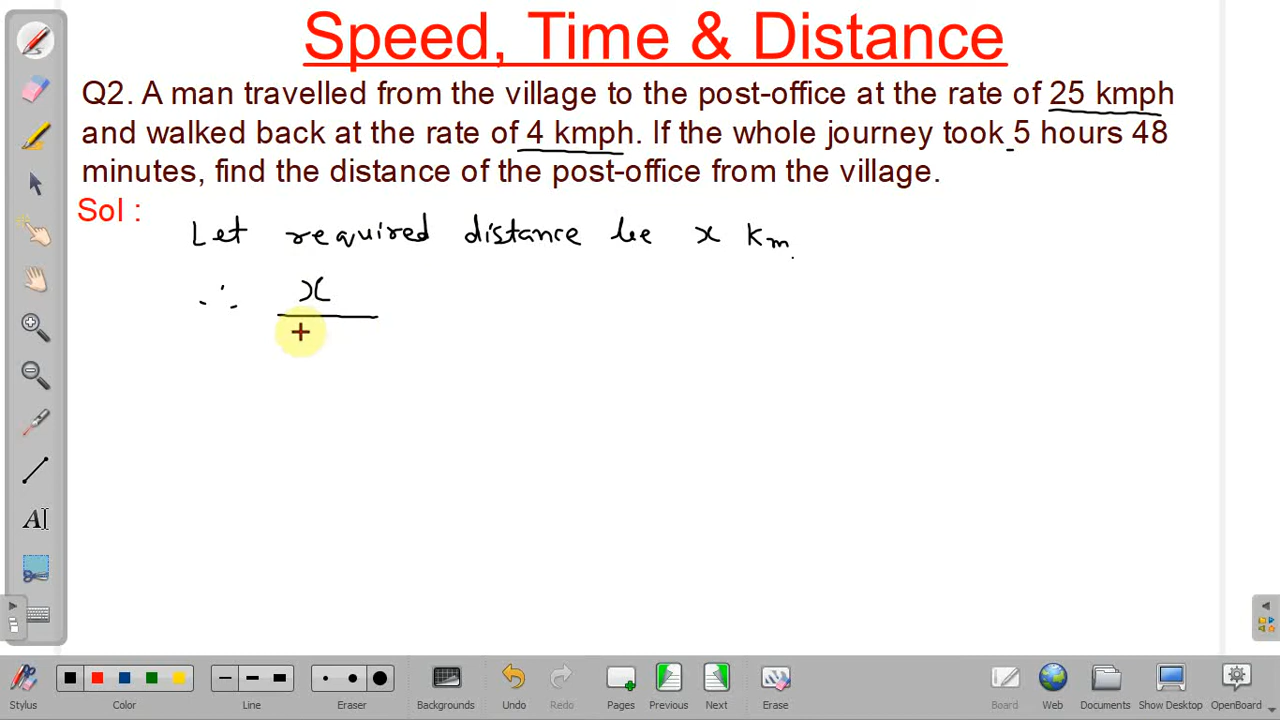 Speed, Time & Distance
Q2. A man travelled from the village to the post-office at the rate of 25 kmph
and walked back at the rate of 4 kmph. If the whole journey took 5 hours 48
minutes, find the distance of the post-office from the village.
Sol :
Let required distance be x Km.
∴ x
Stylus
Color
Line
Eraser
Backgrounds
Undo
Redo
Pages
Previous
Next
Erase
Board
Web
Documents
Show Desktop
OpenBoard